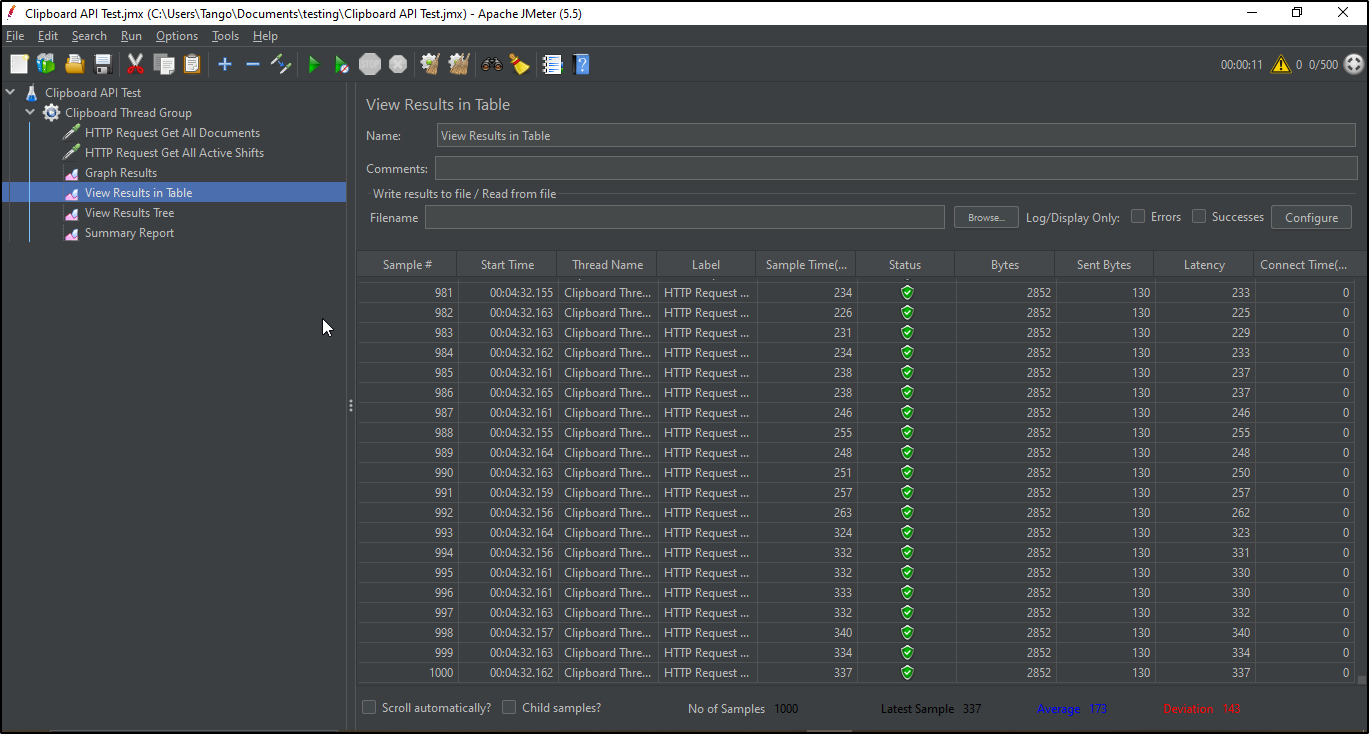 Clipboard API Test.jmx (C:\Users\Tango\Documents\testing\Clipboard API Test.jmx) - Apache JMeter (5.5)
File Edit Search Run Options Tools Help
STOP 00:00:11 0 0/500
Clipboard API Test
Clipboard Thread Group
HTTP Request Get All Documents
HTTP Request Get All Active Shifts
Graph Results
View Results in Table
View Results Tree
Summary Report
View Results in Table
Name: View Results in Table
Comments:
Write results to file / Read from file
Filename Browse... Log/Display Only: Errors Successes Configure
Sample # Start Time Thread Name Label Sample Time(... Status Bytes Sent Bytes Latency Connect Time(...
981 00:04:32.155 Clipboard Thre... HTTP Request ... 234 2852 130 233 0
982 00:04:32.163 Clipboard Thre... HTTP Request ... 226 2852 130 225 0
983 00:04:32.163 Clipboard Thre... HTTP Request ... 231 2852 130 229 0
984 00:04:32.162 Clipboard Thre... HTTP Request ... 234 2852 130 233 0
985 00:04:32.161 Clipboard Thre... HTTP Request ... 238 2852 130 237 0
986 00:04:32.165 Clipboard Thre... HTTP Request ... 238 2852 130 237 0
987 00:04:32.161 Clipboard Thre... HTTP Request ... 246 2852 130 246 0
988 00:04:32.155 Clipboard Thre... HTTP Request ... 255 2852 130 255 0
989 00:04:32.164 Clipboard Thre... HTTP Request ... 248 2852 130 248 0
990 00:04:32.163 Clipboard Thre... HTTP Request ... 251 2852 130 250 0
991 00:04:32.159 Clipboard Thre... HTTP Request ... 257 2852 130 257 0
992 00:04:32.156 Clipboard Thre... HTTP Request ... 263 2852 130 262 0
993 00:04:32.164 Clipboard Thre... HTTP Request ... 324 2852 130 323 0
994 00:04:32.156 Clipboard Thre... HTTP Request ... 332 2852 130 331 0
995 00:04:32.161 Clipboard Thre... HTTP Request ... 332 2852 130 330 0
996 00:04:32.161 Clipboard Thre... HTTP Request ... 333 2852 130 330 0
997 00:04:32.163 Clipboard Thre... HTTP Request ... 332 2852 130 332 0
998 00:04:32.157 Clipboard Thre... HTTP Request ... 340 2852 130 340 0
999 00:04:32.163 Clipboard Thre... HTTP Request ... 334 2852 130 334 0
1000 00:04:32.162 Clipboard Thre... HTTP Request ... 337 2852 130 337 0
Scroll automatically? Child samples? No of Samples 1000 Latest Sample 337 Average 173 Deviation 143